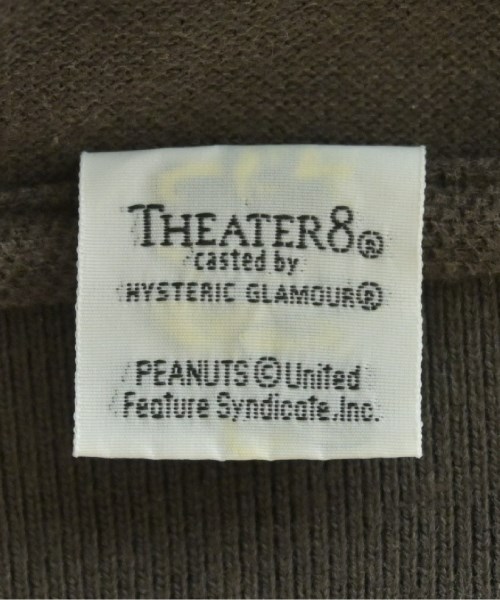 THEATER8®
casted by
HYSTERIC GLAMOUR®
PEANUTS © United
Feature Syndicate,Inc.